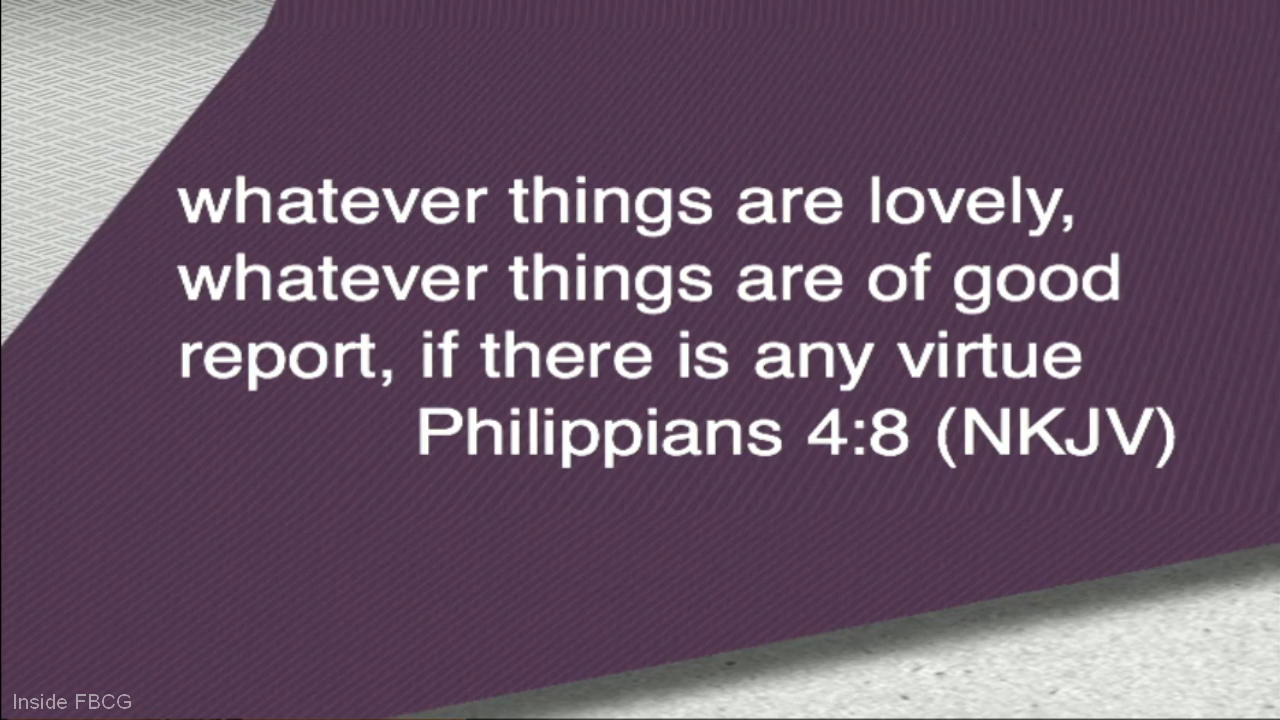 whatever things are lovely,
whatever things are of good
report, if there is any virtue
Philippians 4:8 (NKJV)
Inside FBCG